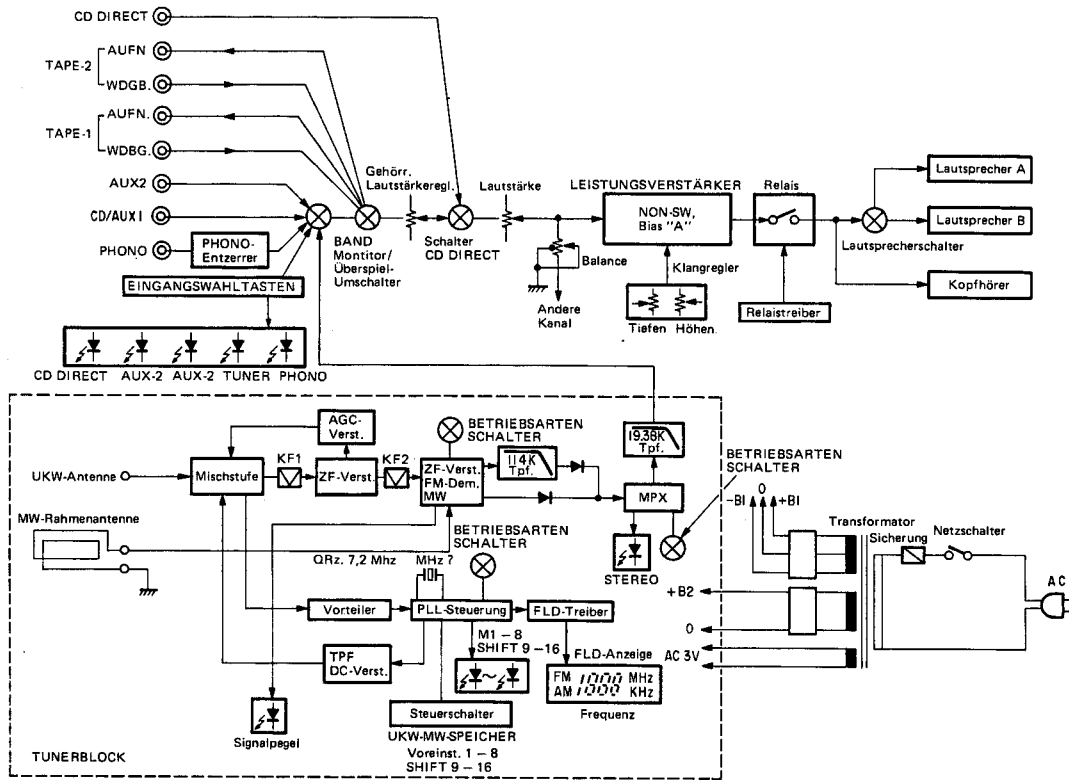 CD DIRECT
AUFN
TAPE-2
WDGB.
AUFN.
TAPE-1
WDBG.
AUX2
CD/AUX1
PHONO
PHONO-
Entzerrer
EINGANGSWAHLTASTEN
CD DIRECT AUX-2 AUX-2 TUNER PHONO
BAND
Montitor/
Überspiel-
Umschalter
Gehörr.
Lautstärkeregl.
Schalter
CD DIRECT
Lautstärke
Balance
Andere
Kanal
LEISTUNGSVERSTÄRKER
NON-SW,
Bias "A"
Klangregler
Tiefen Höhen.
Relais
Relaistreiber
Lautsprecherschalter
Lautsprecher A
Lautsprecher B
Kopfhörer
UKW-Antenne
Mischstufe
AGC-
Verst.
KF1
ZF-Verst.
KF2
BETRIEBSARTEN
SCHALTER
ZF-Verst.
FM-Dem.
MW
114K
Tpf.
19,38K
Tpf.
MPX
STEREO
BETRIEBSARTEN
SCHALTER
MW-Rahmenantenne
BETRIEBSARTEN
SCHALTER
QRz. 7,2 Mhz
MHz 7
Vorteiler
PLL-Steuerung
FLD-Treiber
TPF
DC-Verst.
M1 – 8
SHIFT 9 – 16
FLD-Anzeige
FM 1000 MHz
AM 1000 KHz
Frequenz
Signalpegel
Steuerschalter
UKW-MW-SPEICHER
Voreinst. 1 – 8
SHIFT 9 – 16
TUNERBLOCK
-B1
0
+B1
+B2
0
AC 3V
Transformator
Sicherung
Netzschalter
AC